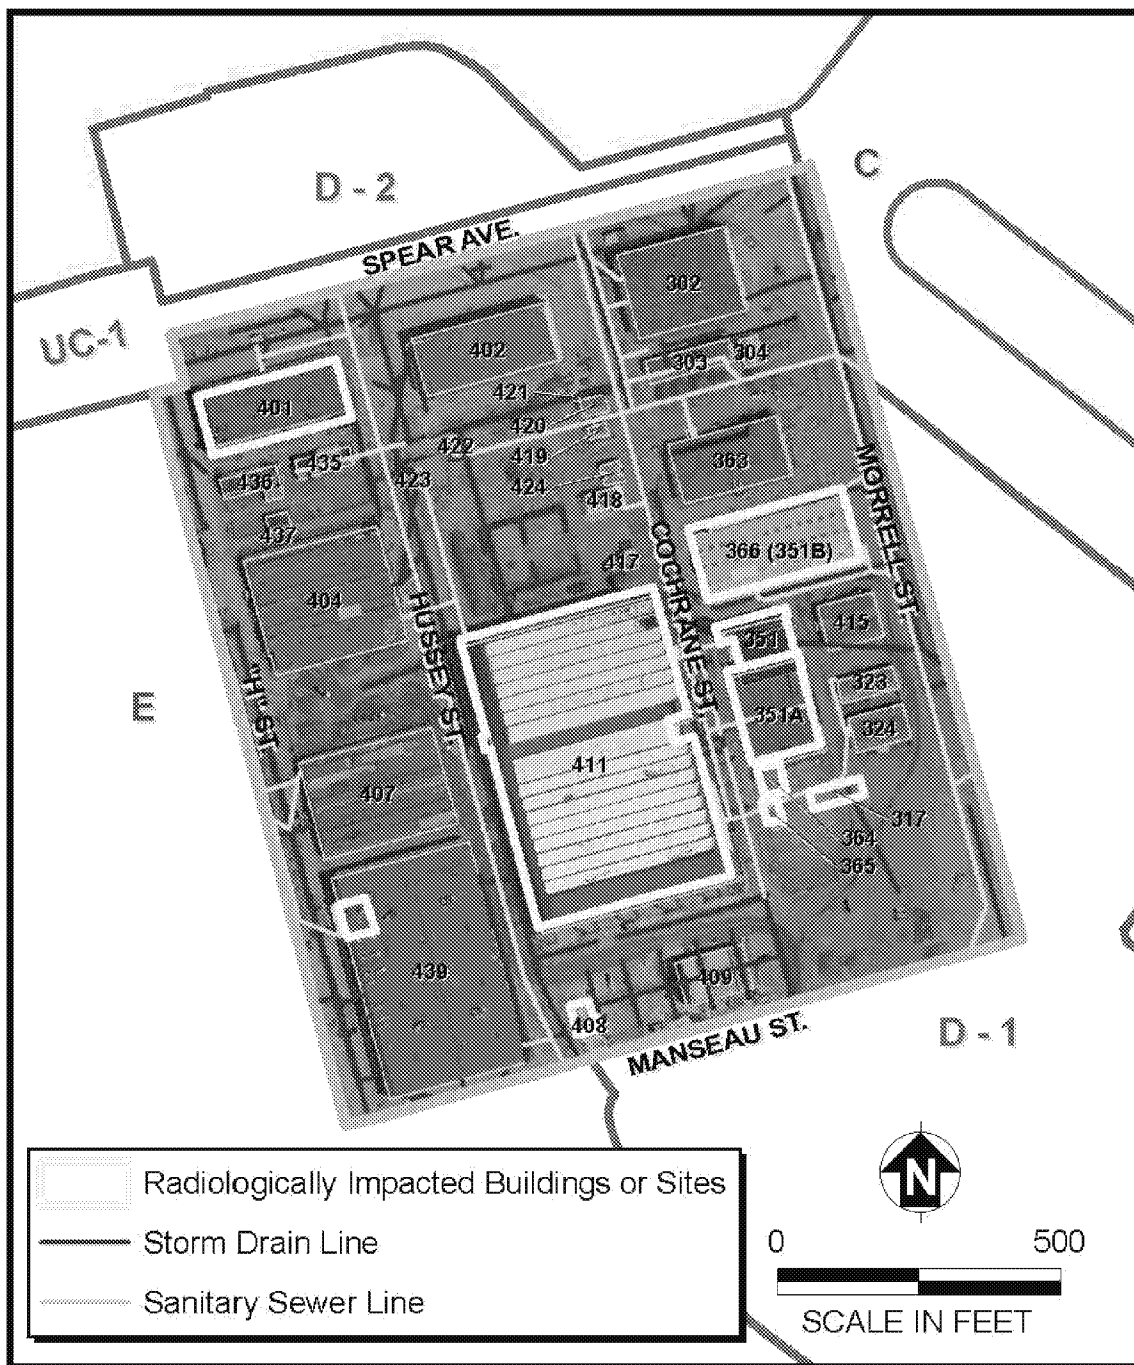 C
D - 2
SPEAR AVE.
UC-1
302
402
304
303
421
401
420
422
419
435
363
436
423
424
418
MORRELL ST.
437
366 (351B)
417
COCHRANE ST.
404
HUSSEY ST.
351
415
"H" ST.
E
323
351A
324
411
407
317
364
365
439
409
408
D - 1
MANSEAU ST.
Radiologically Impacted Buildings or Sites
Storm Drain Line
Sanitary Sewer Line
N
0 500
SCALE IN FEET